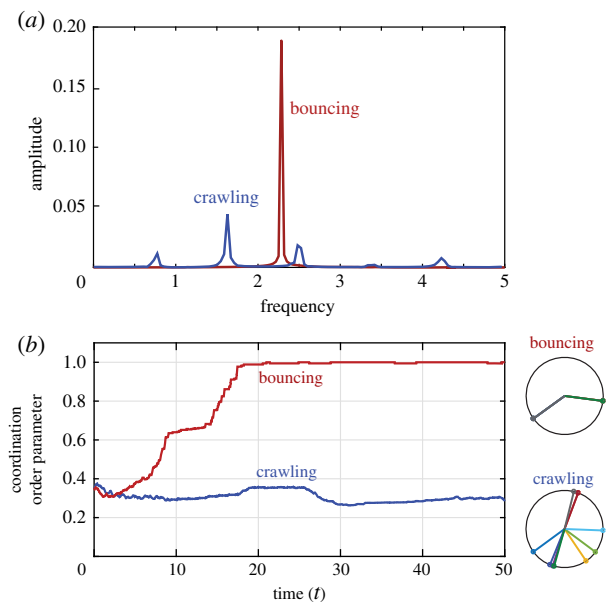 (a)
0.20
0.15
0.10
0.05
0
amplitude
bouncing
crawling
1
2
3
4
5
frequency
(b)
1.0
0.8
0.6
0.4
0.2
0
coordination
order parameter
bouncing
crawling
10
20
30
40
50
time (t)
bouncing
crawling